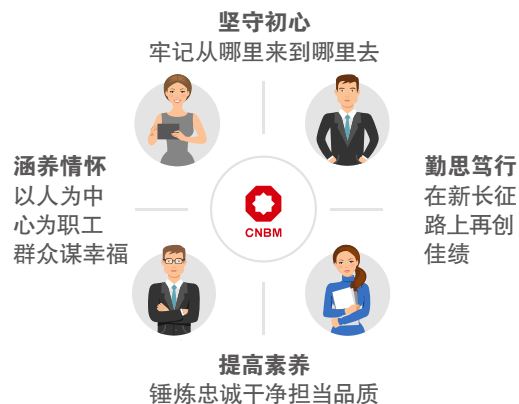 坚守初心
牢记从哪里来到哪里去
涵养情怀
以人为中
心为职工
群众谋幸福
勤思笃行
在新长征
路上再创
佳绩
CNBM
提高素养
锤炼忠诚干净担当品质